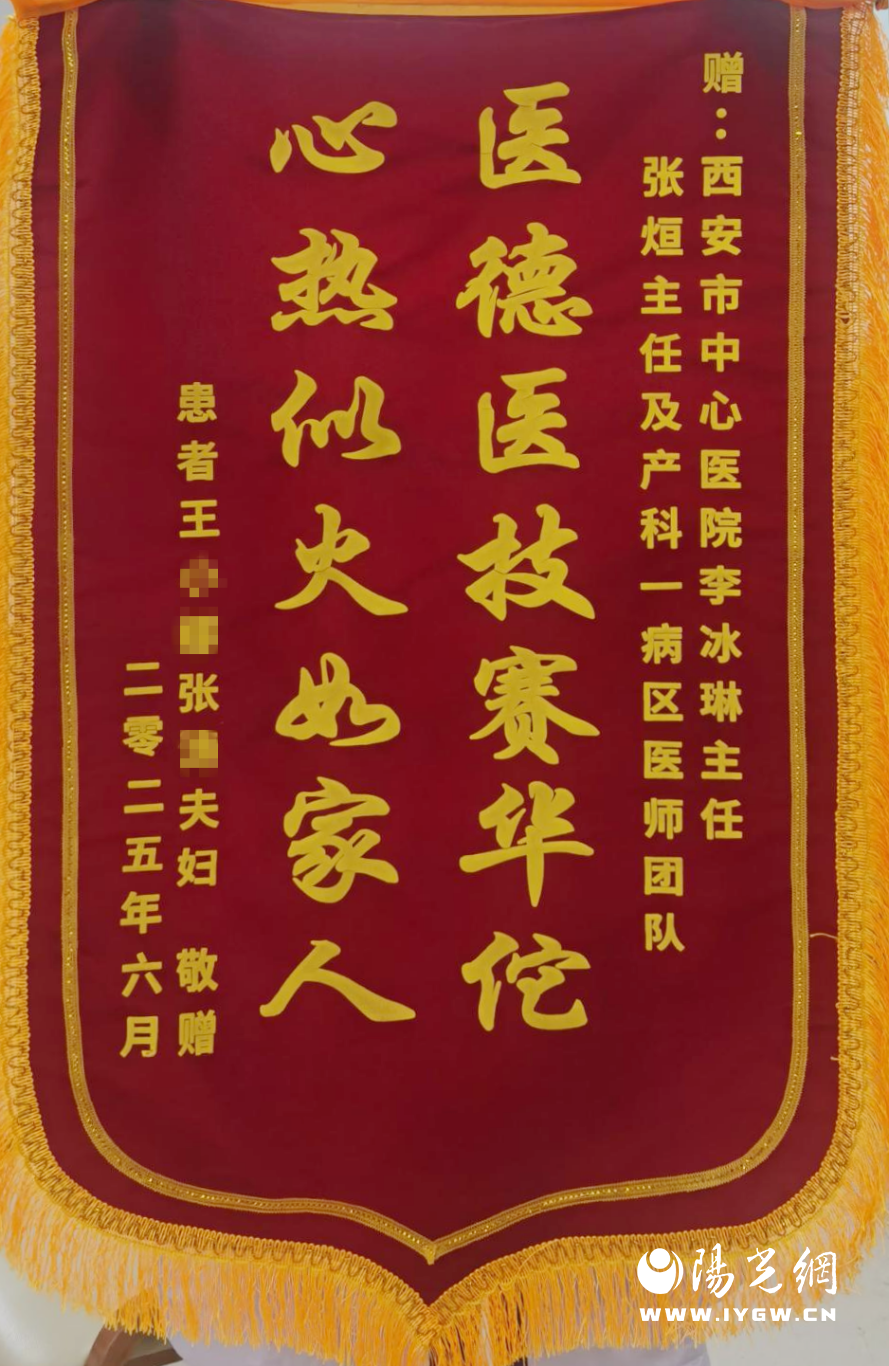 赠：西安市中心医院李冰琳主任
张烜主任及产科一病区医师团队
医德医技赛华佗
心热似火如家人
患者王张夫妇 敬赠
二零二五年六月
陽光網
WWW.IYGW.CN